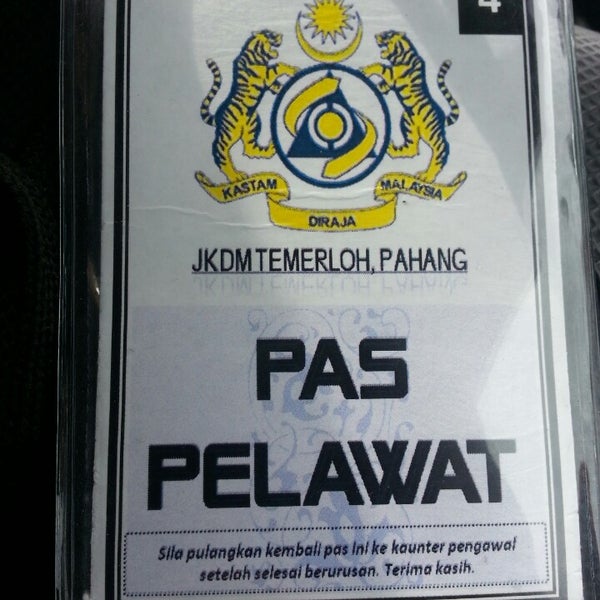 4
KASTAM DIRAJA MALAYSIA
JKDM TEMERLOH, PAHANG
PAS
PELAWAT
Sila pulangkan kembali pas ini ke kaunter pengawal
setelah selesai berurusan. Terima kasih.